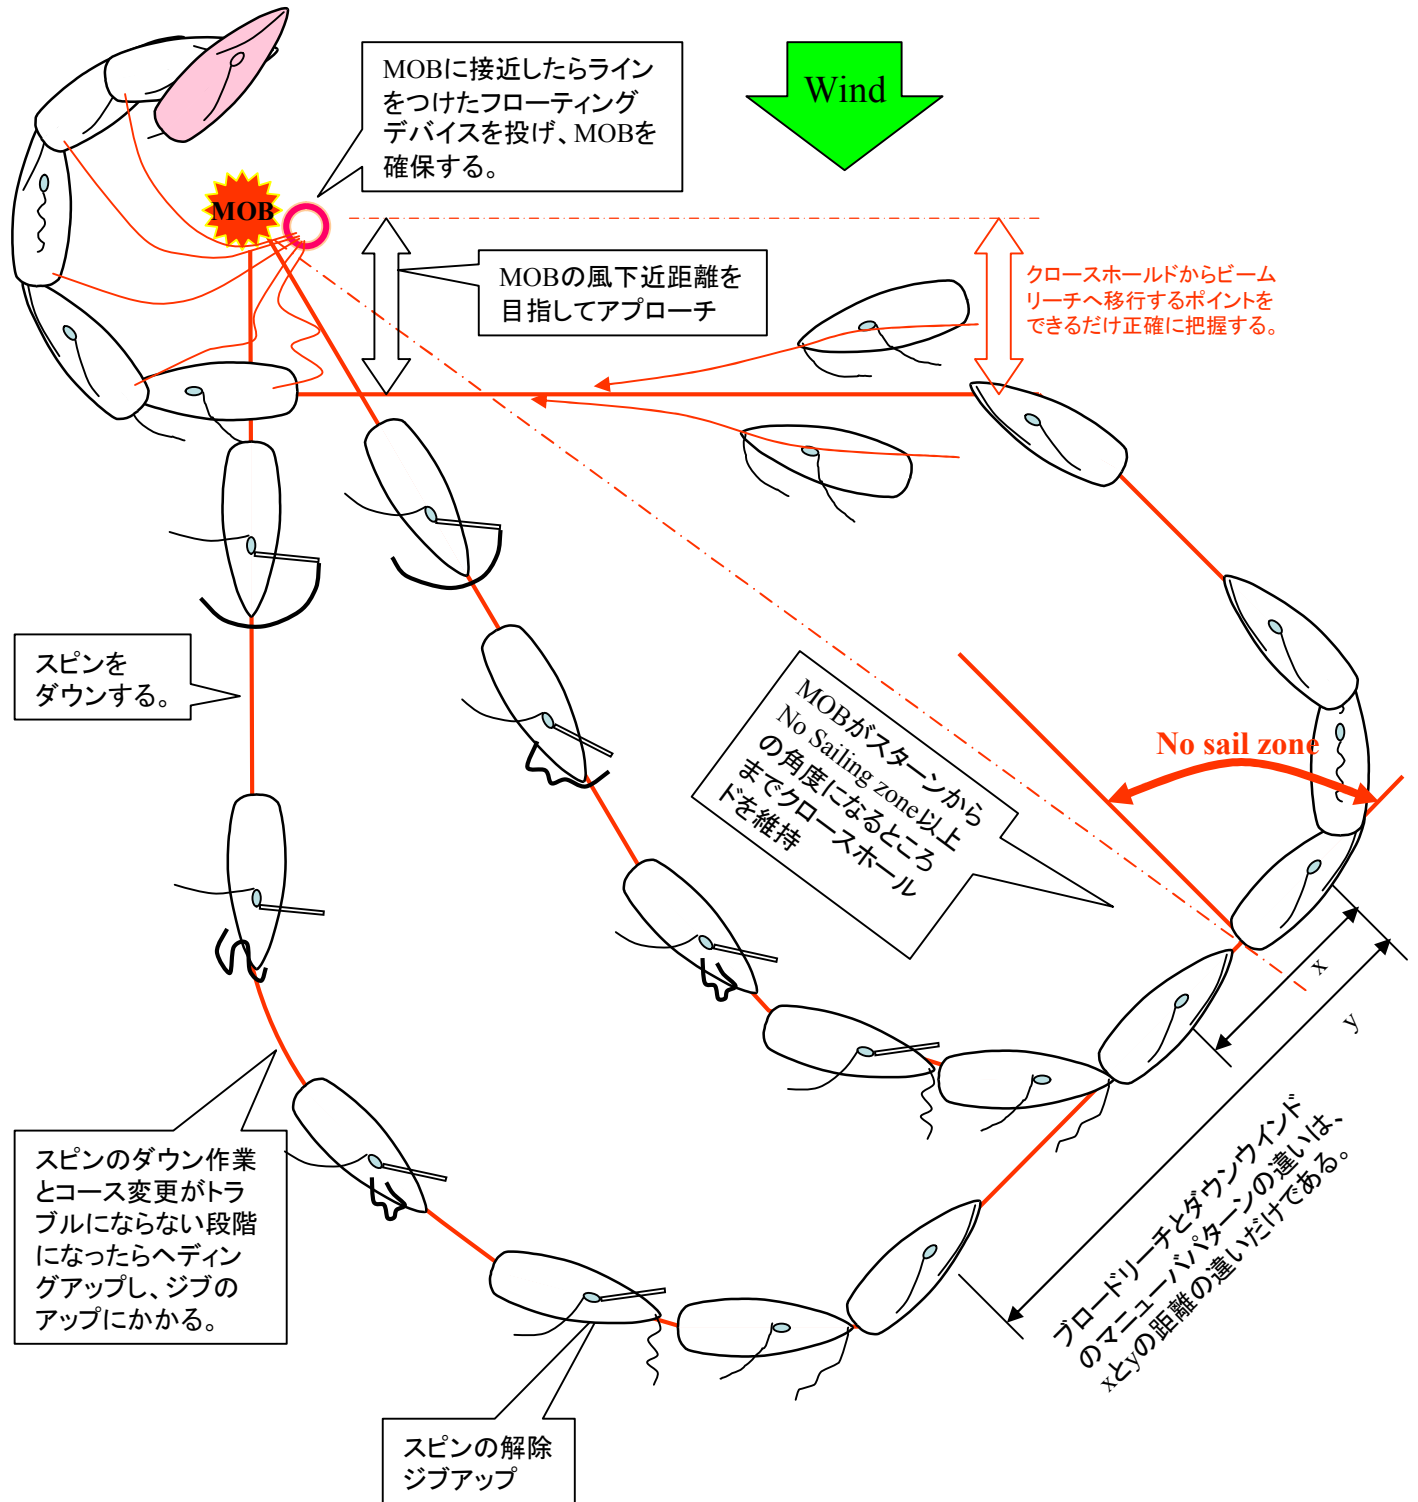 MOBに接近したらライン
をつけたフローティング
デバイスを投げ、MOBを
確保する。
Wind
MOB
MOBの風下近距離を
目指してアプローチ
クロースホールドからビーム
リーチへ移行するポイントを
できるだけ正確に把握する。
スピンを
ダウンする。
MOBがスターンから
No Sailing zone以上
の角度になるところ
までクロースホール
ドを維持
No sail zone
x
y
ブロードリーチとダウンウインド
のマニューバパターンの違いは、
xとyの距離の違いだけである。
スピンのダウン作業
とコース変更がトラ
ブルにならない段階
になったらヘディン
グアップし、ジブの
アップにかかる。
スピンの解除
ジブアップ